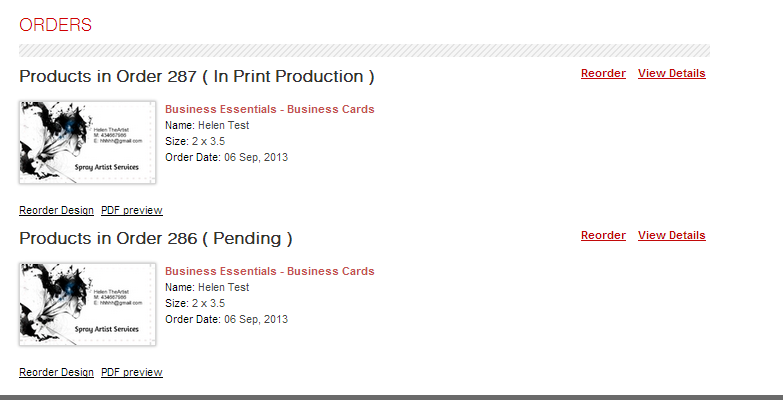 ORDERS
Products in Order 287 ( In Print Production )
Reorder View Details
Business Essentials - Business Cards
Name: Helen Test
Size: 2 x 3.5
Order Date: 06 Sep, 2013
Helen TheArtist
M: 434667986
E: hhhhh@gmail.com
Spray Artist Services
Reorder Design PDF preview
Products in Order 286 ( Pending )
Reorder View Details
Business Essentials - Business Cards
Name: Helen Test
Size: 2 x 3.5
Order Date: 06 Sep, 2013
Helen TheArtist
M: 434667986
E: hhhhh@gmail.com
Spray Artist Services
Reorder Design PDF preview